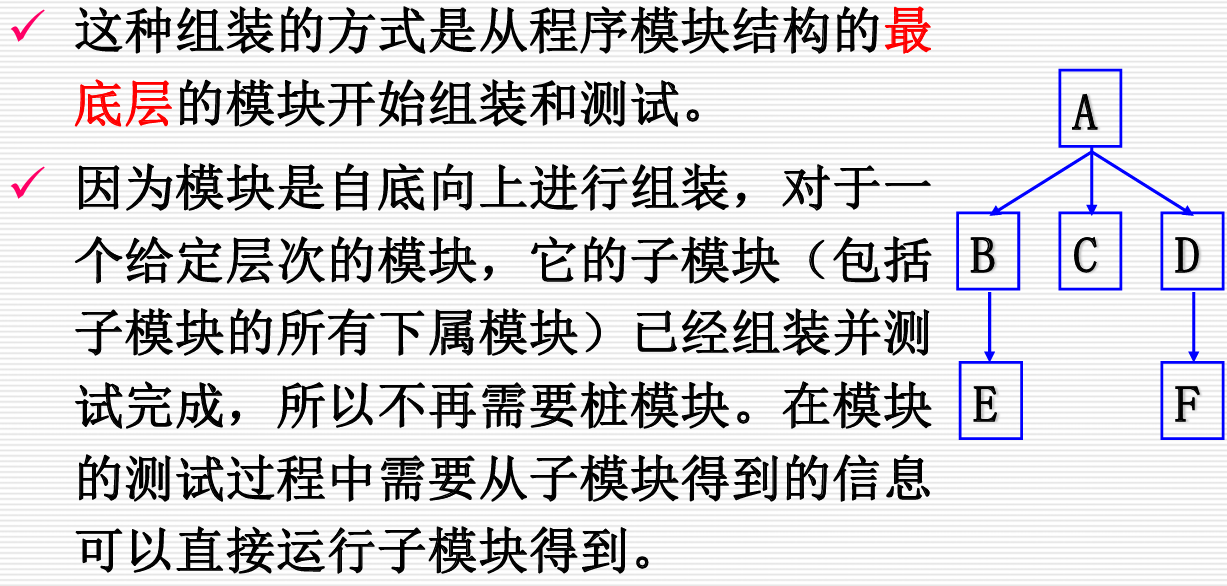 这种组装的方式是从程序模块结构的最
底层的模块开始组装和测试。
因为模块是自底向上进行组装，对于一
个给定层次的模块，它的子模块（包括
子模块的所有下属模块）已经组装并测
试完成，所以不再需要桩模块。在模块
的测试过程中需要从子模块得到的信息
可以直接运行子模块得到。
A
B C D
E F